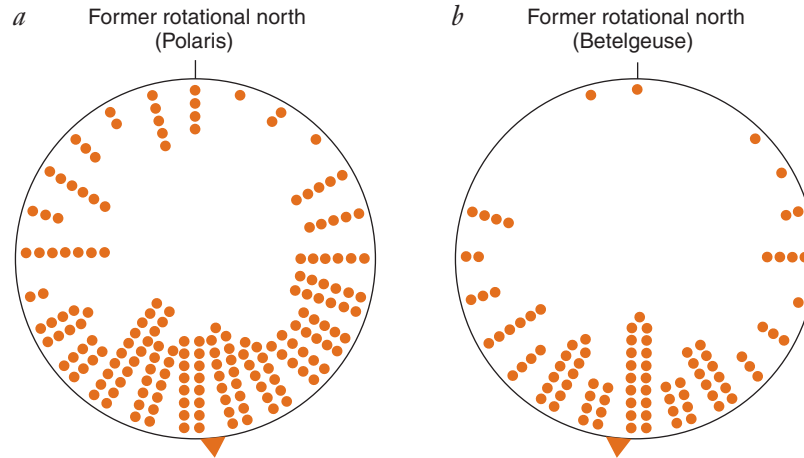 a
Former rotational north
(Polaris)
b
Former rotational north
(Betelgeuse)